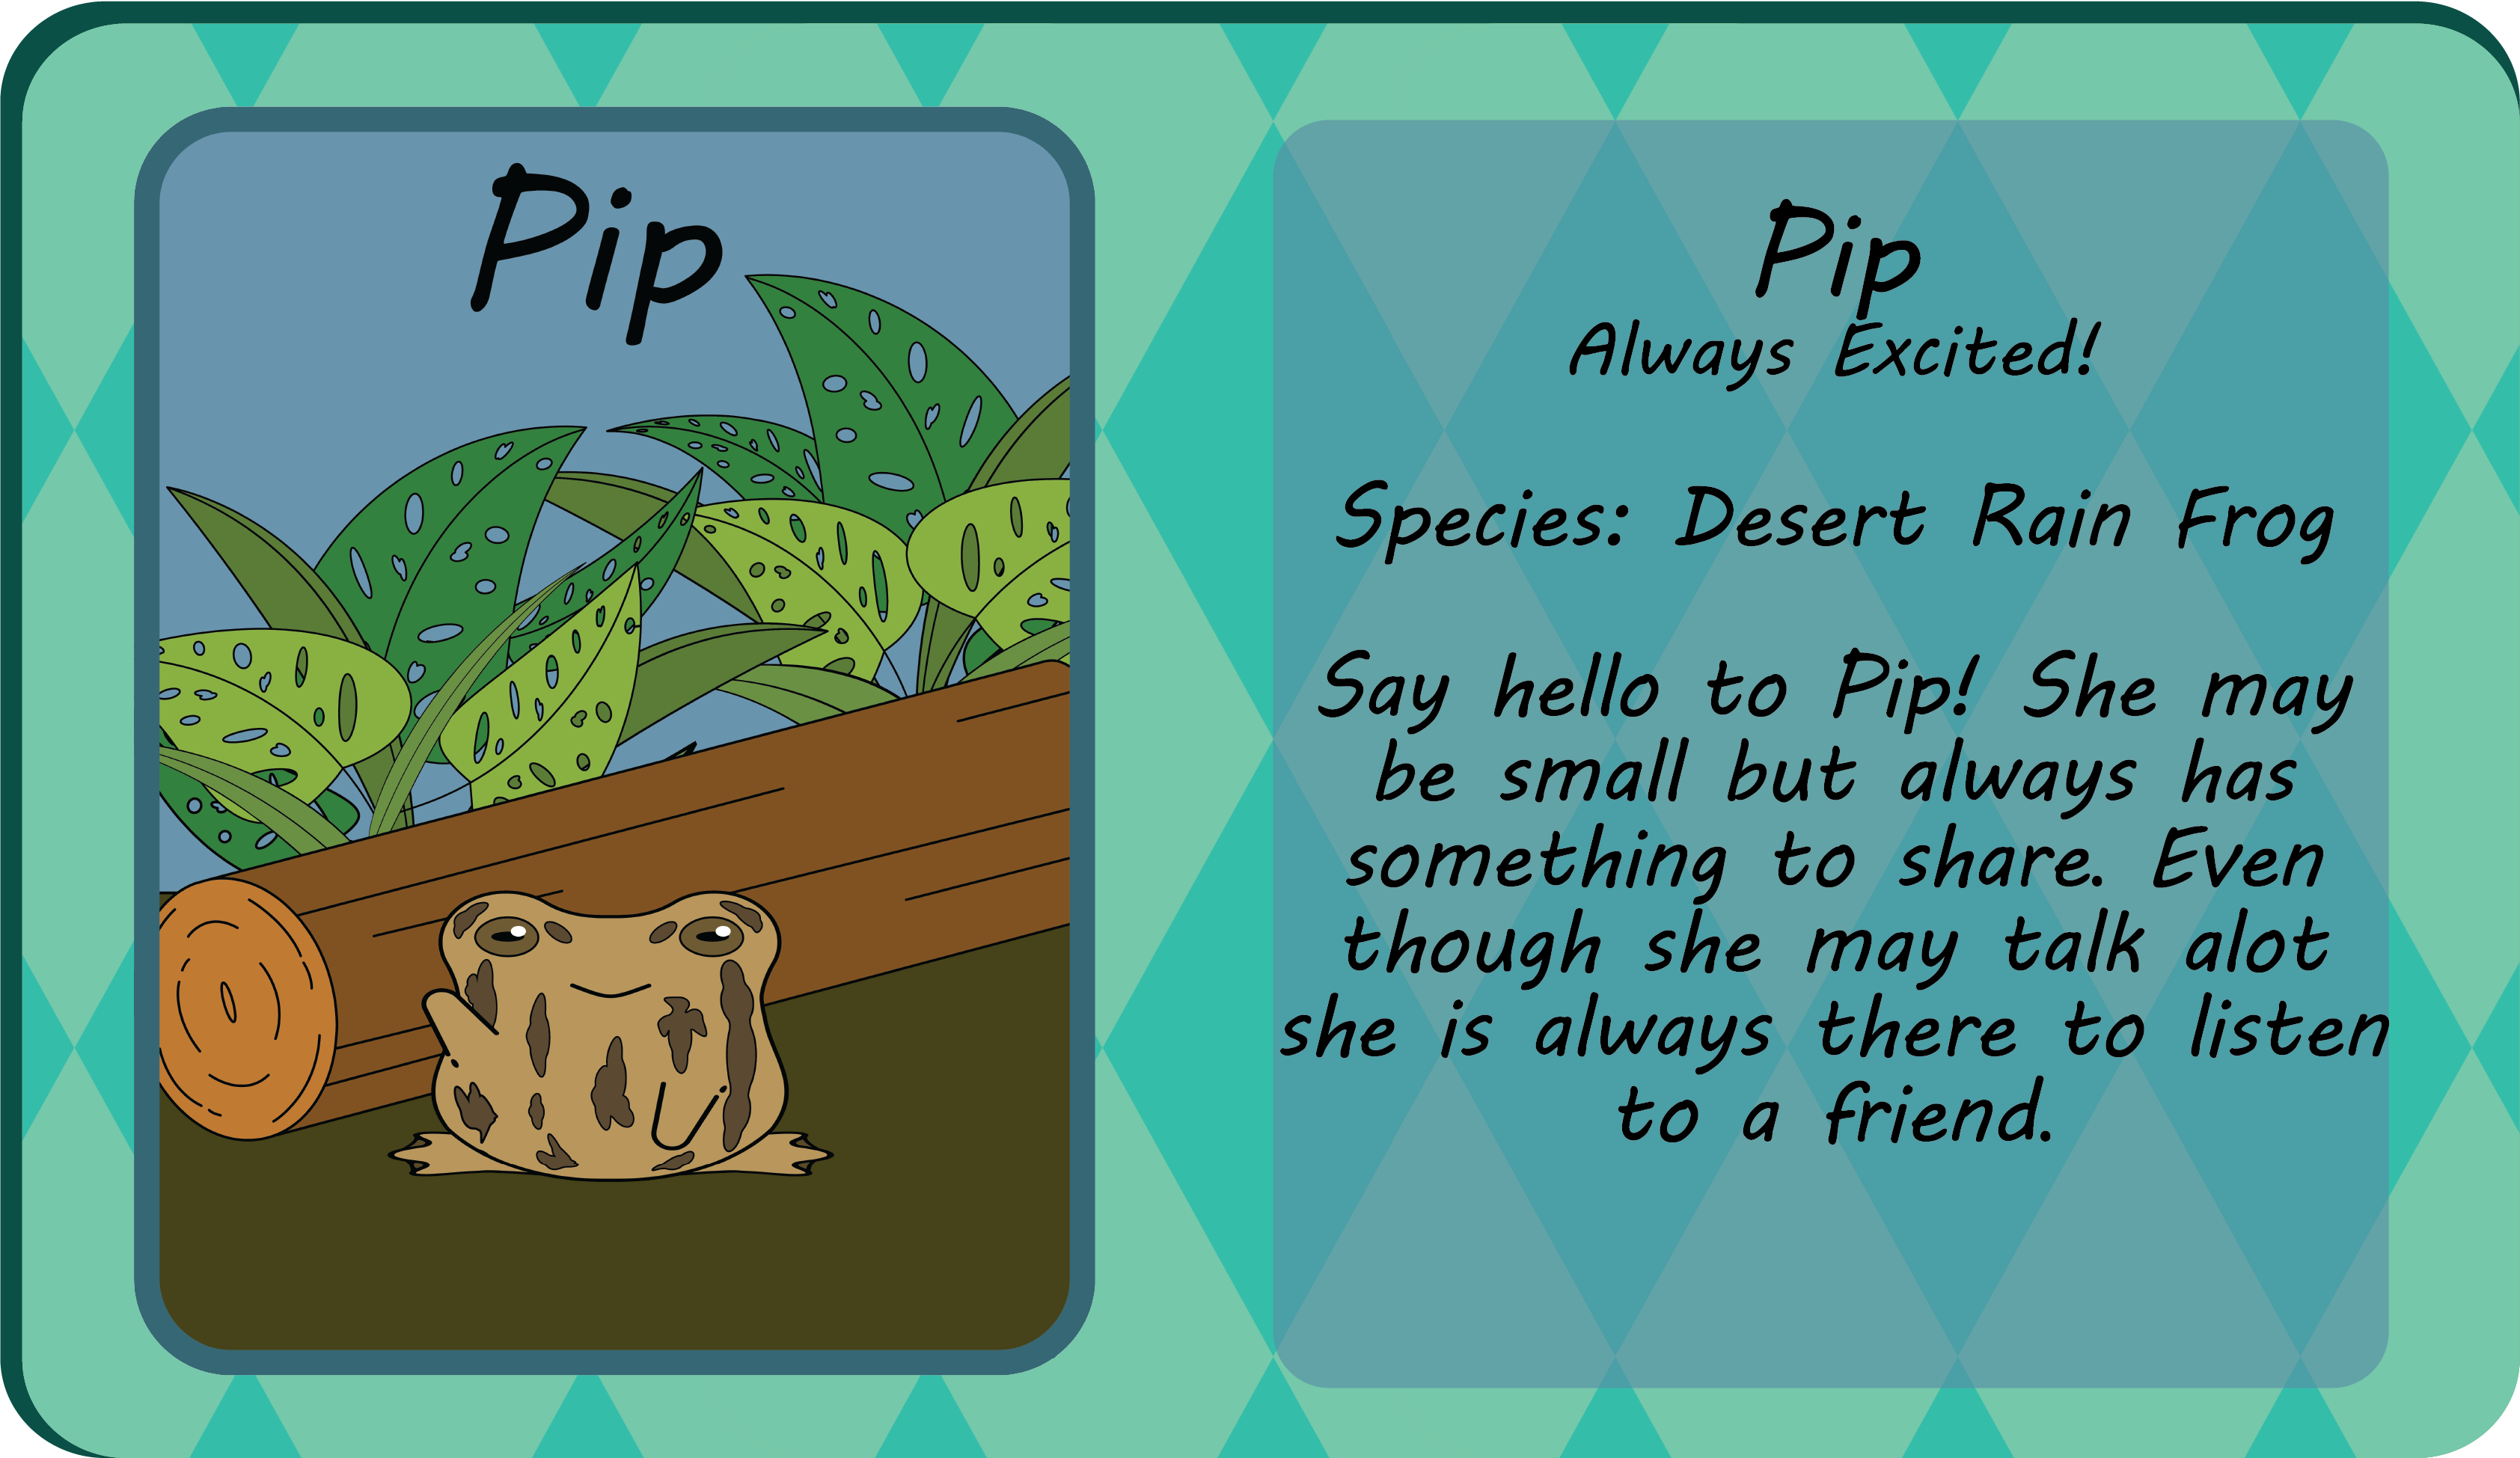 Pip
Pip
Always Excited!
Species: Desert Rain Frog
Say hello to Pip! She may
be small but always has
something to share. Even
though she may talk alot
she is always there to listen
to a friend.